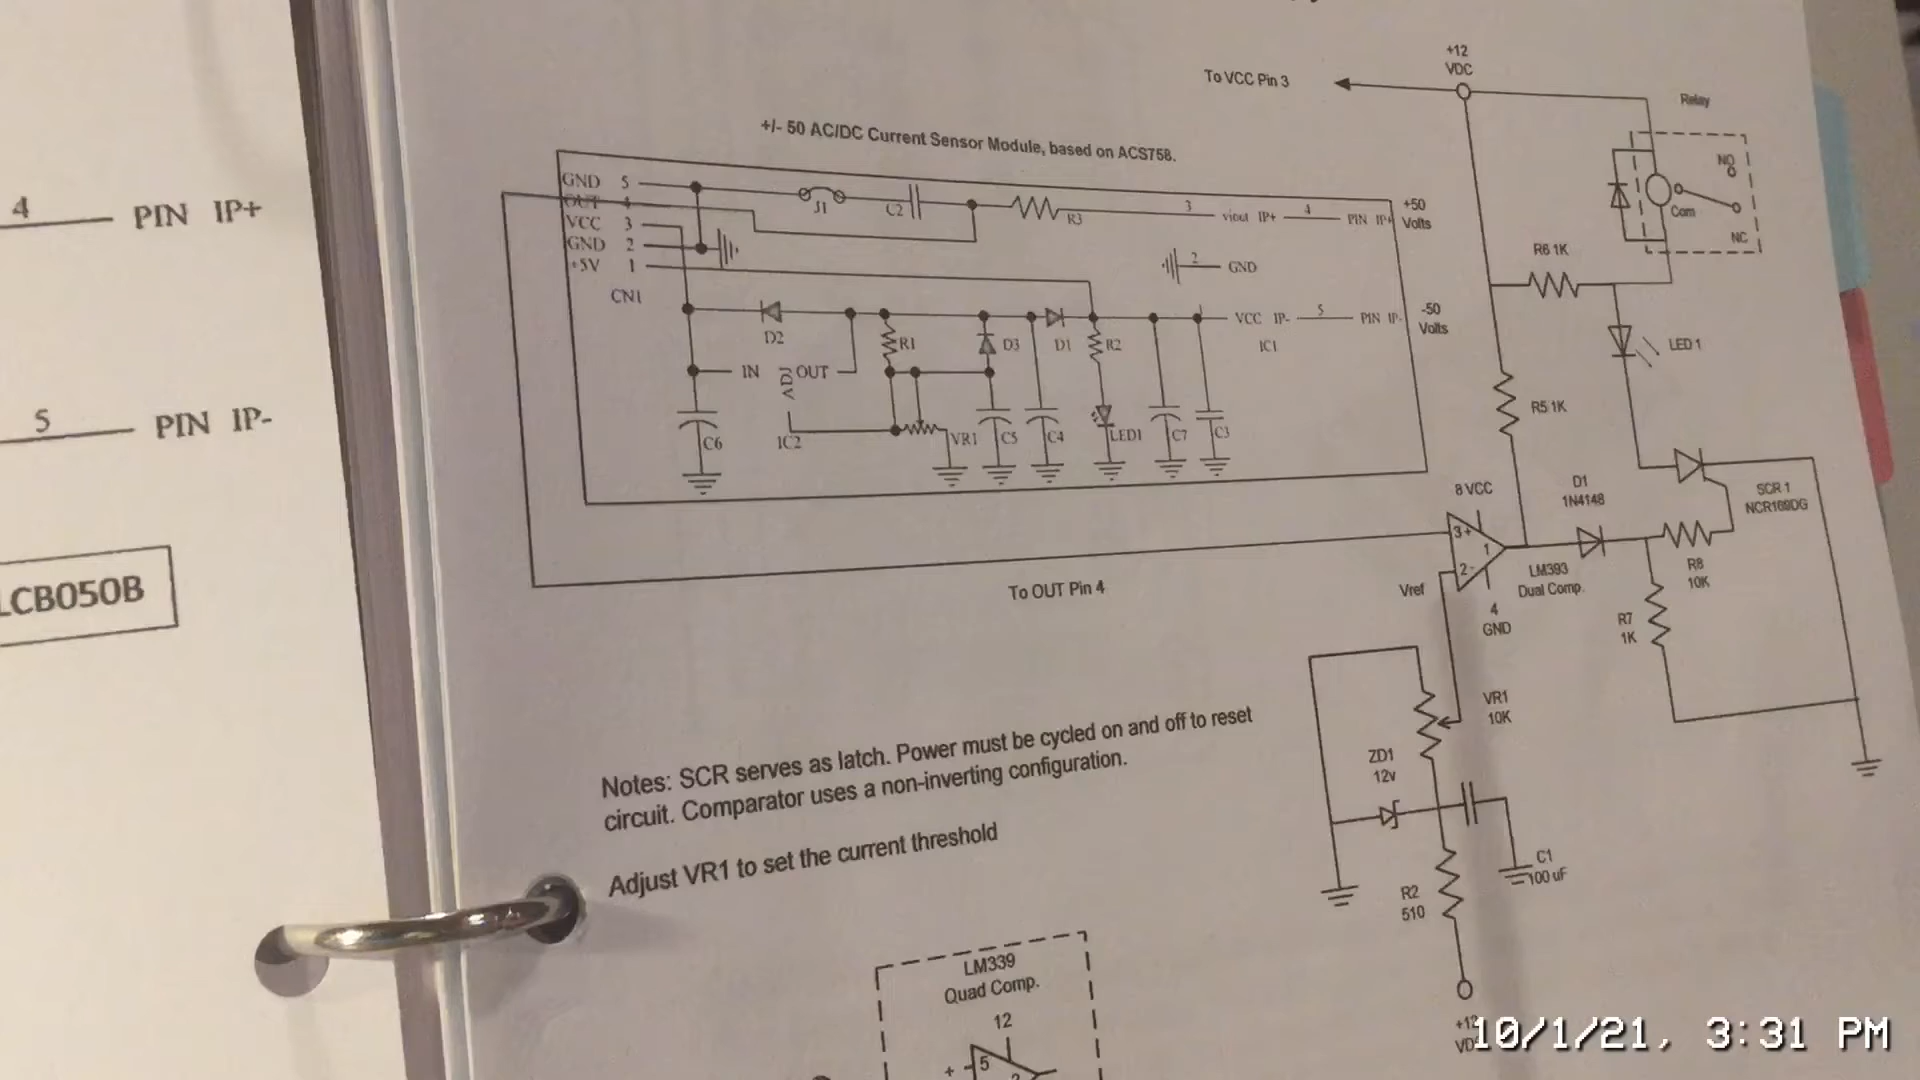 4 PIN IP+
5 PIN IP-
LCB050B
+12
VDC
To VCC Pin 3
Relay
+/- 50 AC/DC Current Sensor Module, based on ACS758.
NO
Com
NC
GND 5
OUT 4
VCC 3
GND 2
+5V 1
CN1
J1
C2
R3
3 viout IP+ 4 PIN IP+
+50
Volts
2 GND
D2
R1
D3
D1
R2
VCC IP- 5 PIN IP-
IC1
-50
Volts
IN ADJ OUT
IC2
C6
VR1
C5
C4
LED1
C7
C3
R6 1K
LED 1
R5 1K
8 VCC
D1
1N4148
SCR 1
NCR169DG
3+
1
2-
LM393
Dual Comp.
R8
10K
To OUT Pin 4
Vref
4
GND
R7
1K
VR1
10K
Notes: SCR serves as latch. Power must be cycled on and off to reset
circuit. Comparator uses a non-inverting configuration.
Adjust VR1 to set the current threshold
ZD1
12v
C1
100 uF
R2
510
LM339
Quad Comp.
12
+ 5
10/1/21, 3:31 PM